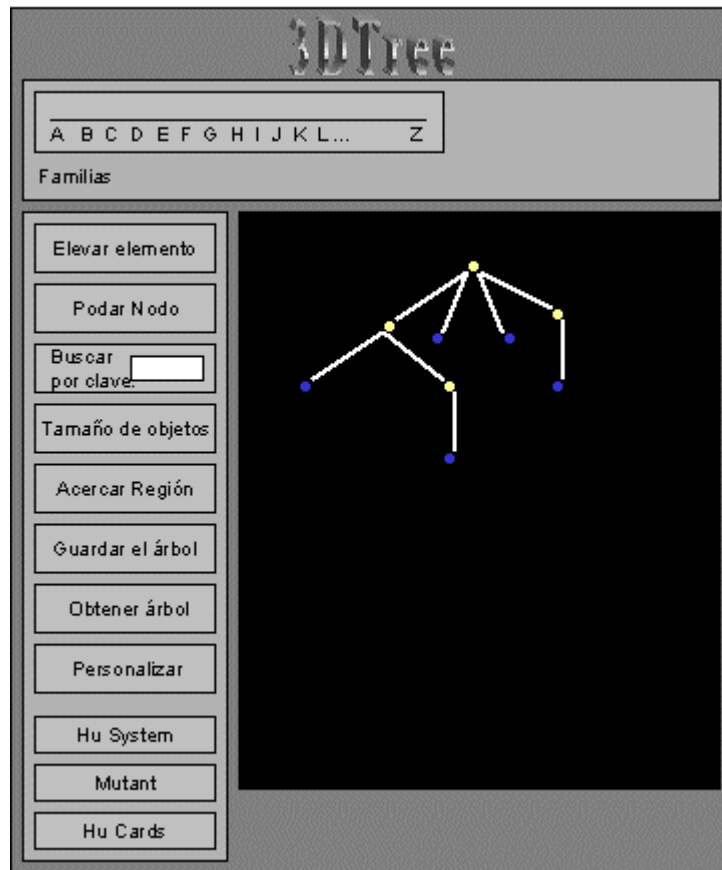 3DTree
A B C D E F G H I J K L... Z
Familias
Elevar elemento
Podar Nodo
Buscar
por clave:
Tamaño de objetos
Acercar Región
Guardar el árbol
Obtener árbol
Personalizar
Hu System
Mutant
Hu Cards